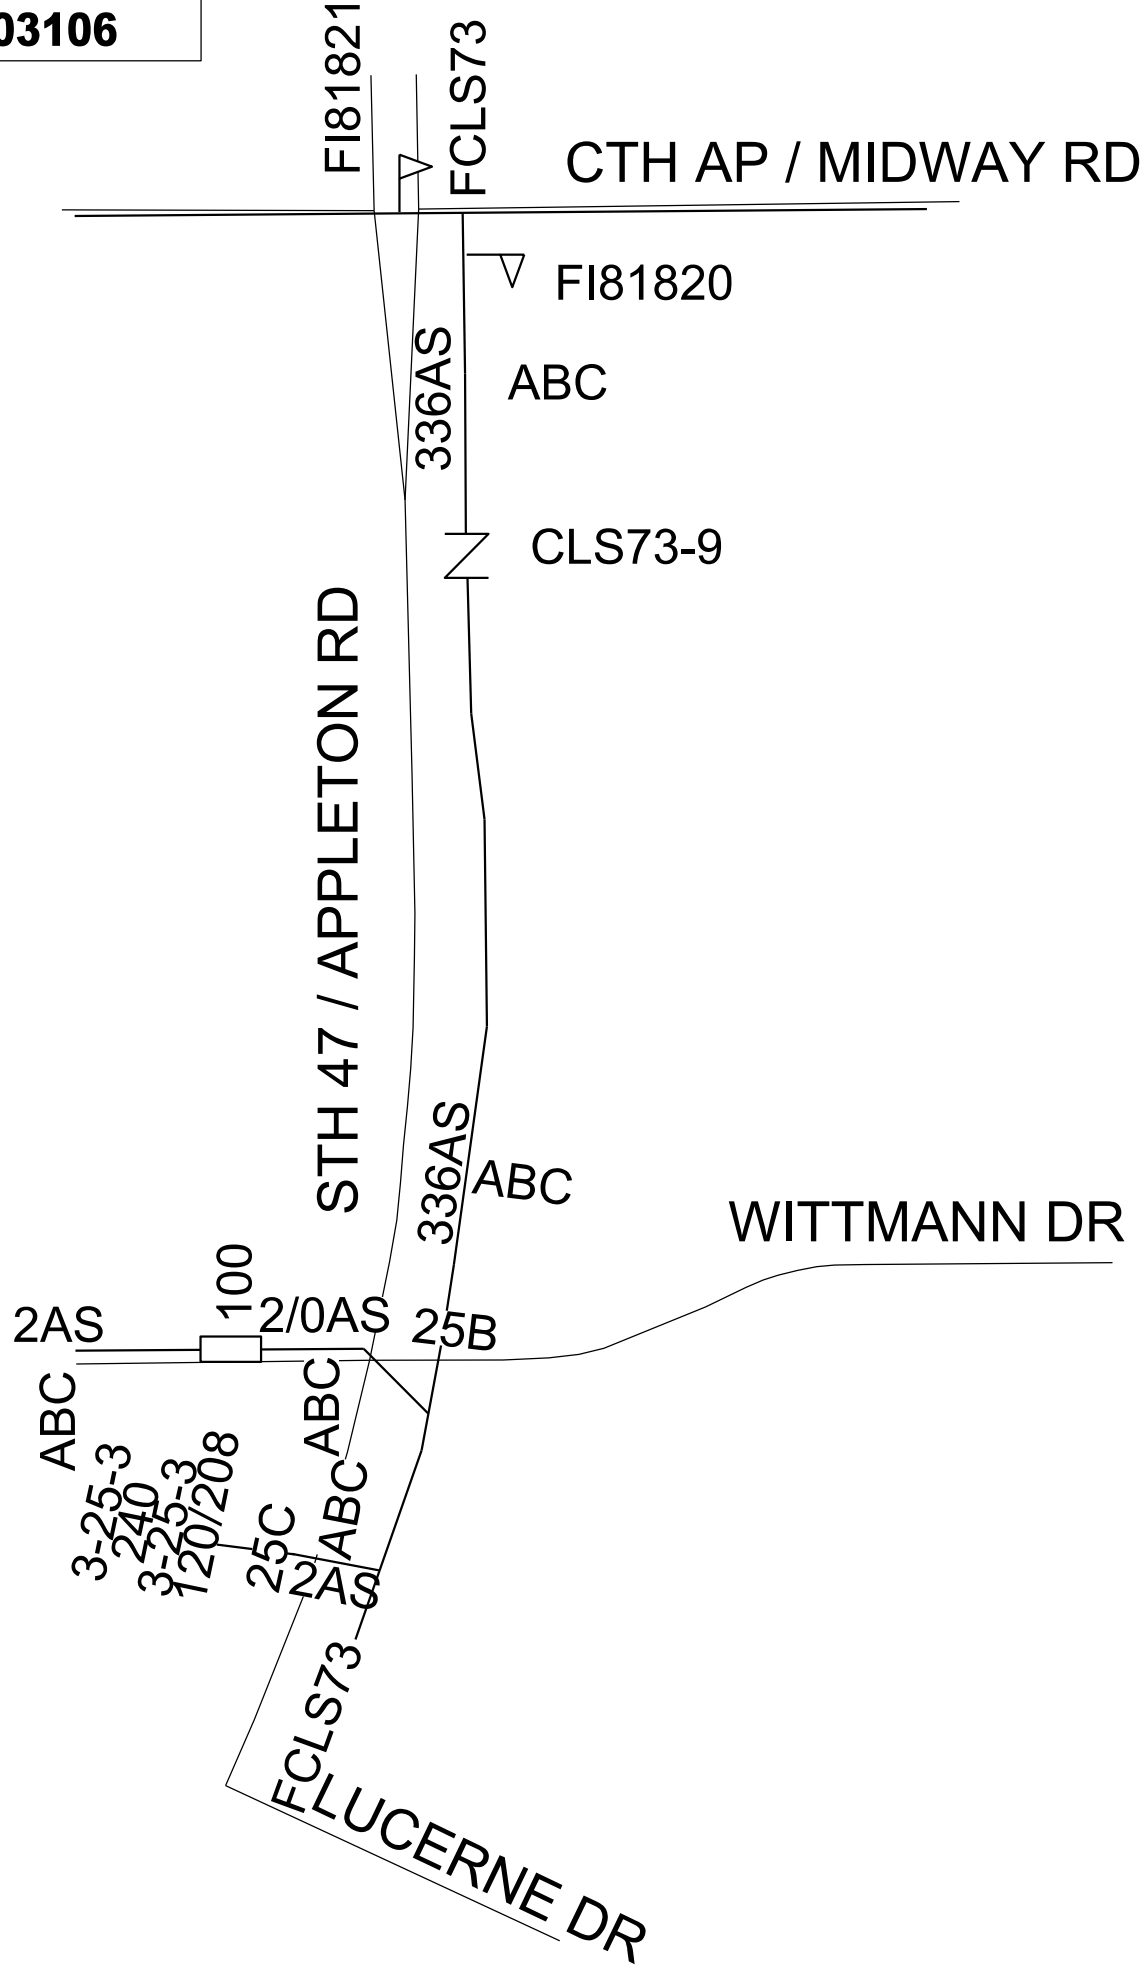 03106
FI81821
FCLS73
CTH AP / MIDWAY RD
FI81820
336AS
ABC
CLS73-9
STH 47 / APPLETON RD
336AS
ABC
WITTMANN DR
100
2AS
2/0AS
25B
ABC
ABC
3-25-3
240
3-25-3
120/208
25C
ABC
2AS
FCLS73
LUCERNE DR